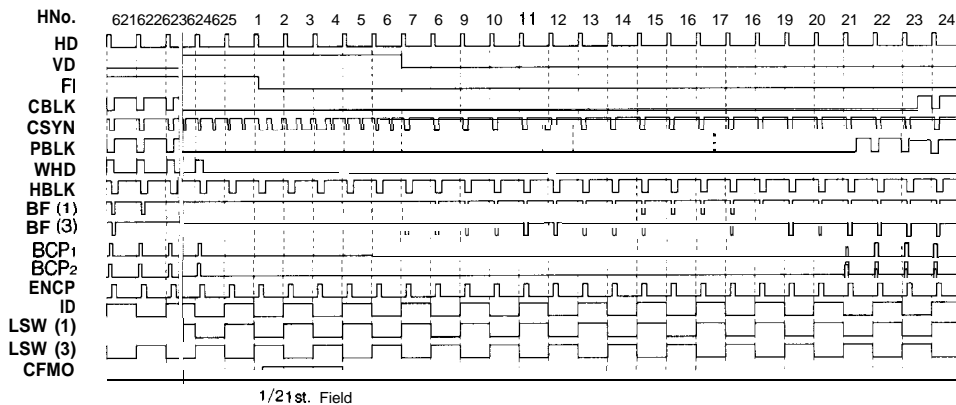 HNo. 621622623624625 1 2 3 4 5 6 7 6 9 10 11 12 13 14 15 16 17 18 19 20 21 22 23 24
HD
VD
FI
CBLK
CSYN
PBLK
WHD
HBLK
BF (1)
BF (3)
BCP1
BCP2
ENCP
ID
LSW (1)
LSW (3)
CFMO
1/21st. Field